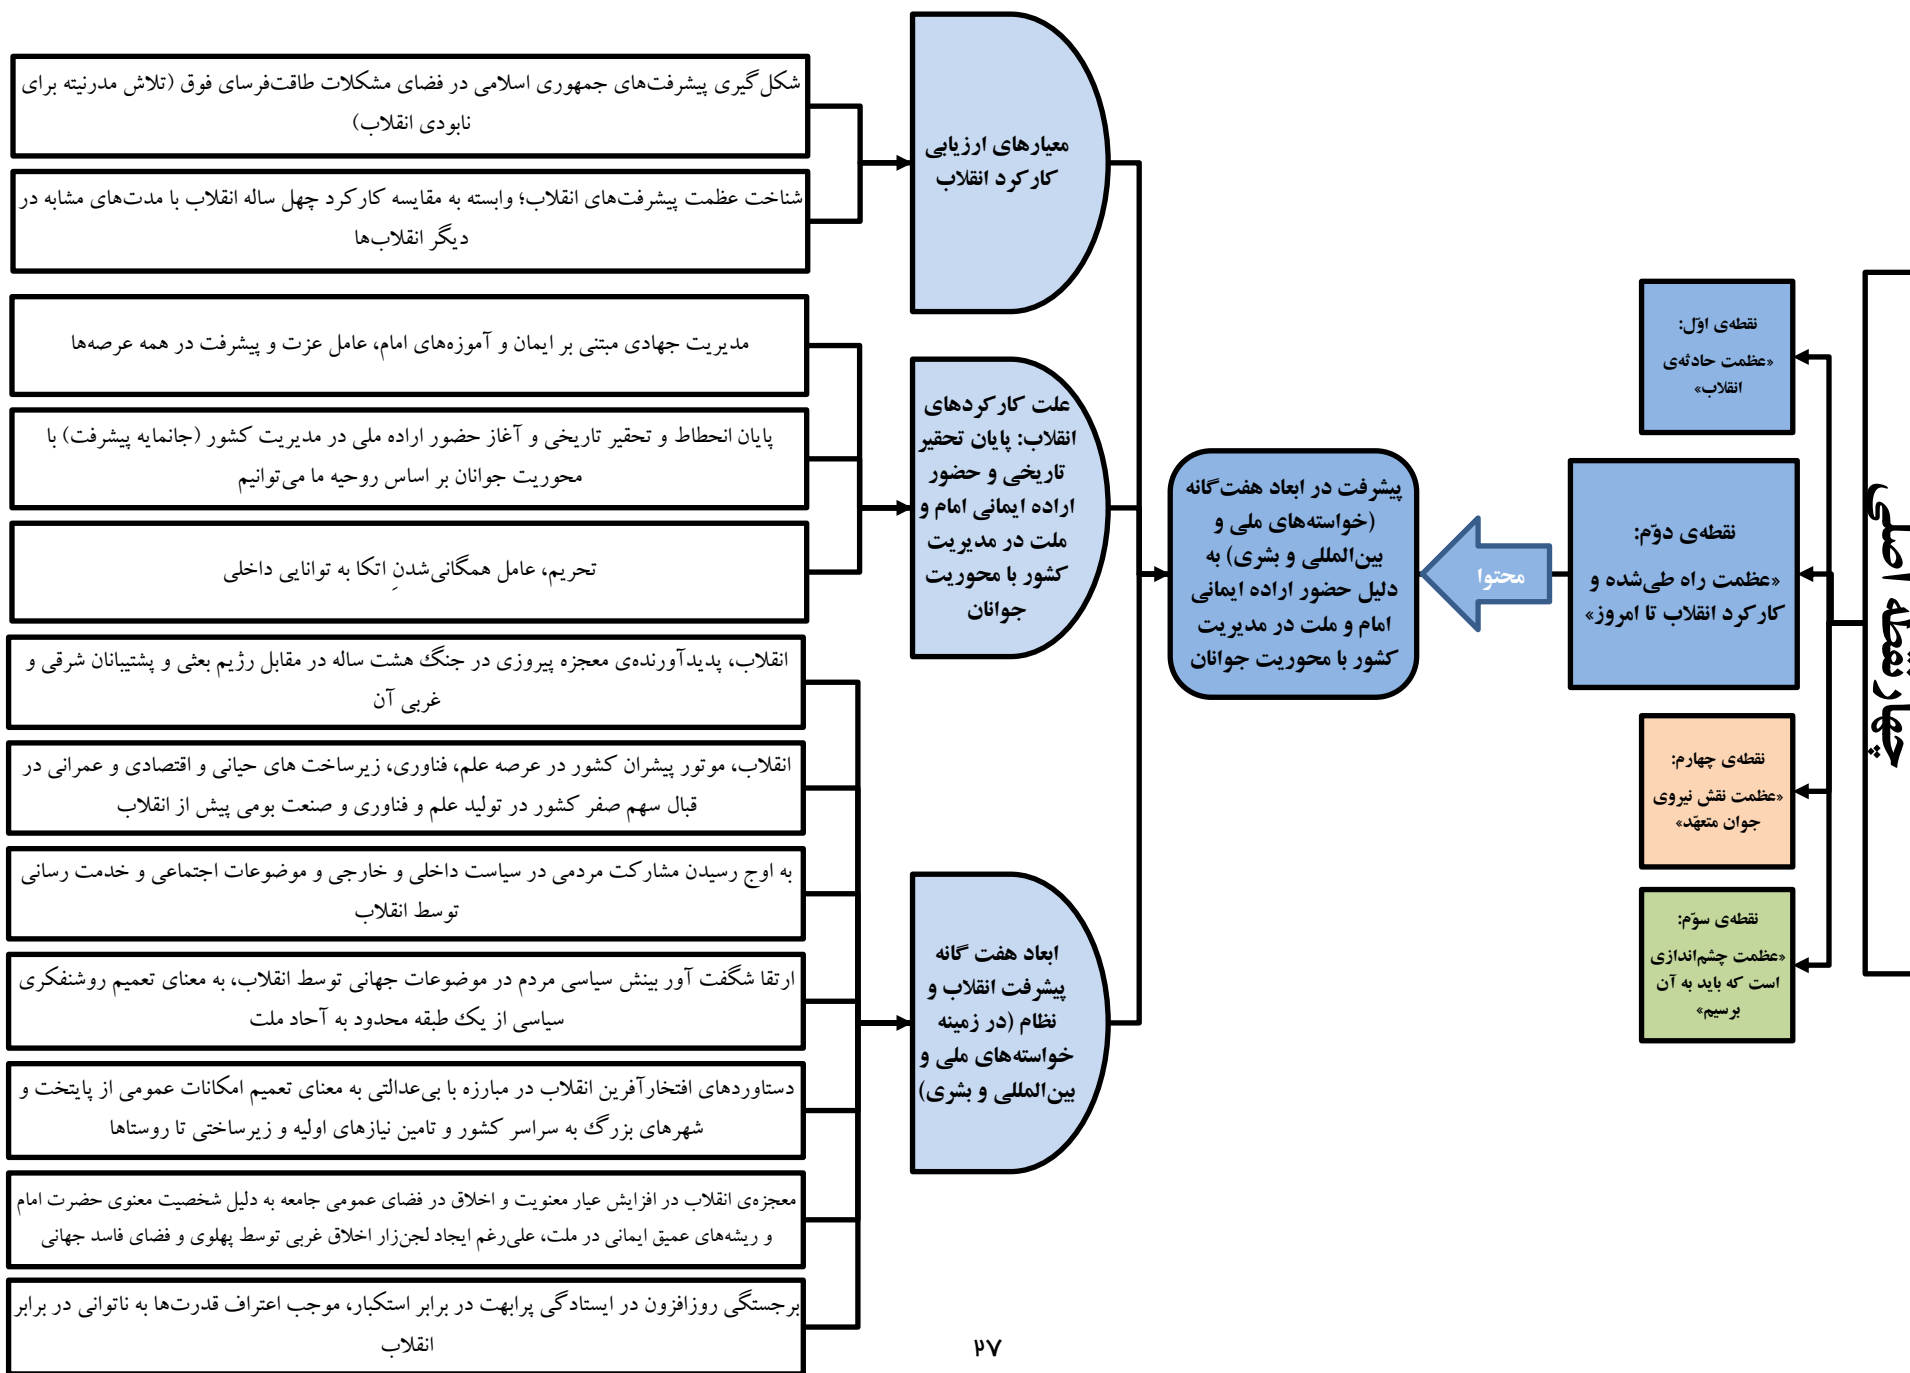 چهارنقطه اصلی
نقطه‌ی اوّل:
«عظمت حادثه‌ی
انقلاب»
نقطه‌ی دوّم:
«عظمت راه طی‌شده و
کارکرد انقلاب تا امروز»
نقطه‌ی چهارم:
«عظمت نقش نیروی
جوان متعهّد»
نقطه‌ی سوّم:
«عظمت چشم‌اندازی
است که باید به آن
برسیم»
محتوا
پیشرفت در ابعاد هفت‌گانه
(خواسته‌های ملی و
بین‌المللی و بشری) به
دلیل حضور اراده ایمانی
امام و ملت در مدیریت
کشور با محوریت جوانان
معیارهای ارزیابی
کارکرد انقلاب
شکل‌گیری پیشرفت‌های جمهوری اسلامی در فضای مشکلات طاقت‌فرسای فوق (تلاش مدرنیته برای
نابودی انقلاب)
شناخت عظمت پیشرفت‌های انقلاب؛ وابسته به مقایسه کارکرد چهل ساله انقلاب با مدت‌های مشابه در
دیگر انقلاب‌ها
علت کارکردهای
انقلاب: پایان تحقیر
تاریخی و حضور
اراده ایمانی امام و
ملت در مدیریت
کشور با محوریت
جوانان
مدیریت جهادی مبتنی بر ایمان و آموزه‌های امام، عامل عزت و پیشرفت در همه عرصه‌ها
پایان انحطاط و تحقیر تاریخی و آغاز حضور اراده ملی در مدیریت کشور (جانمایه پیشرفت) با
محوریت جوانان بر اساس روحیه ما می‌توانیم
تحریم، عامل همگانی‌شدنِ اتکا به توانایی داخلی
ابعاد هفت گانه
پیشرفت انقلاب و
نظام (در زمینه
خواسته‌های ملی و
بین‌المللی و بشری)
انقلاب، پدیدآورنده‌ی معجزه پیروزی در جنگ هشت ساله در مقابل رژیم بعثی و پشتیبانان شرقی و
غربی آن
انقلاب، موتور پیشران کشور در عرصه علم، فناوری، زیرساخت های حیانی و اقتصادی و عمرانی در
قبال سهم صفر کشور در تولید علم و فناوری و صنعت بومی پیش از انقلاب
به اوج رسیدن مشارکت مردمی در سیاست داخلی و خارجی و موضوعات اجتماعی و خدمت رسانی
توسط انقلاب
ارتقا شگفت آور بینش سیاسی مردم در موضوعات جهانی توسط انقلاب، به معنای تعمیم روشنفکری
سیاسی از یک طبقه محدود به آحاد ملت
دستاوردهای افتخارآفرین انقلاب در مبارزه با بی‌عدالتی به معنای تعمیم امکانات عمومی از پایتخت و
شهرهای بزرگ به سراسر کشور و تامین نیازهای اولیه و زیرساختی تا روستاها
معجزه‌ی انقلاب در افزایش عیار معنویت و اخلاق در فضای عمومی جامعه به دلیل شخصیت معنوی حضرت امام
و ریشه‌های عمیق ایمانی در ملت، علی‌رغم ایجاد لجن‌زار اخلاق غربی توسط پهلوی و فضای فاسد جهانی
برجستگی روزافزون در ایستادگی پرابهت در برابر استکبار، موجب اعتراف قدرت‌ها به ناتوانی در برابر
انقلاب
۲۷